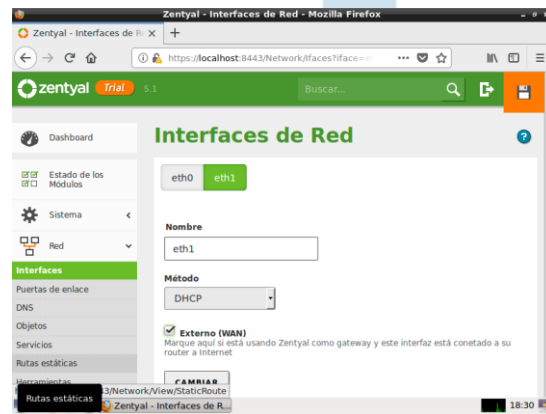 Zentyal - Interfaces de Red - Mozilla Firefox
Zentyal - Interfaces de R
https://localhost:8443/Network/Ifaces?iface=e
zentyal Trial 5.1
Buscar...
Dashboard
Estado de los
Módulos
Sistema
Red
Interfaces
Puertas de enlace
DNS
Objetos
Servicios
Rutas estáticas
Herramientas
Interfaces de Red
eth0 eth1
Nombre
eth1
Método
DHCP
Externo (WAN)
Marque aquí si está usando Zentyal como gateway y este interfaz está conetado a su
router a Internet
CAMBIAR
43/Network/View/StaticRoute
Rutas estáticas
Zentyal - Interfaces de R...
18:30